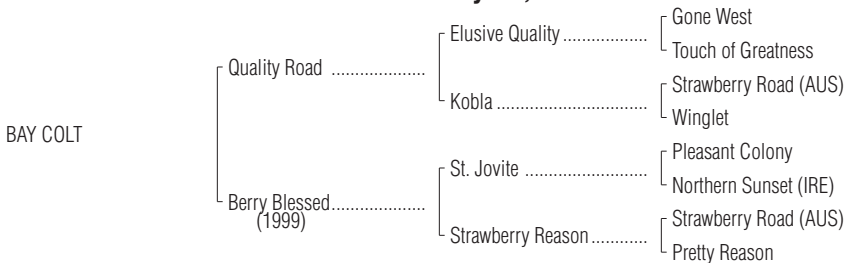 Gone West
Elusive Quality ..................
Touch of Greatness
Quality Road ....................
Strawberry Road (AUS)
Kobla ................................
Winglet
BAY COLT
Pleasant Colony
St. Jovite ..........................
Northern Sunset (IRE)
Berry Blessed....................
(1999)
Strawberry Road (AUS)
Strawberry Reason............
Pretty Reason